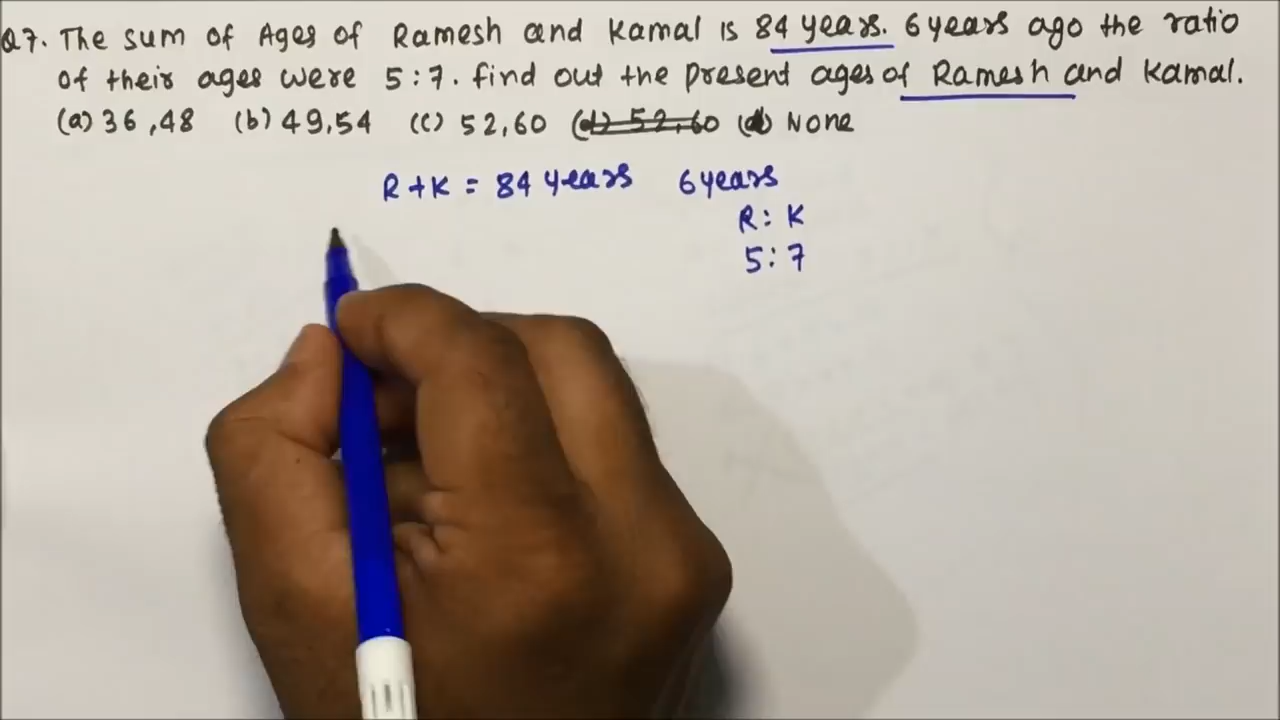 Q7. The sum of Ages of Ramesh and Kamal is 84 years. 6 years ago the ratio
of their ages were 5:7. find out the present ages of Ramesh and Kamal.
(a) 36,48 (b) 49,54 (c) 52,60 (d) 52,60 (d) None
R+K = 84 years 6 years
R: K
5:7